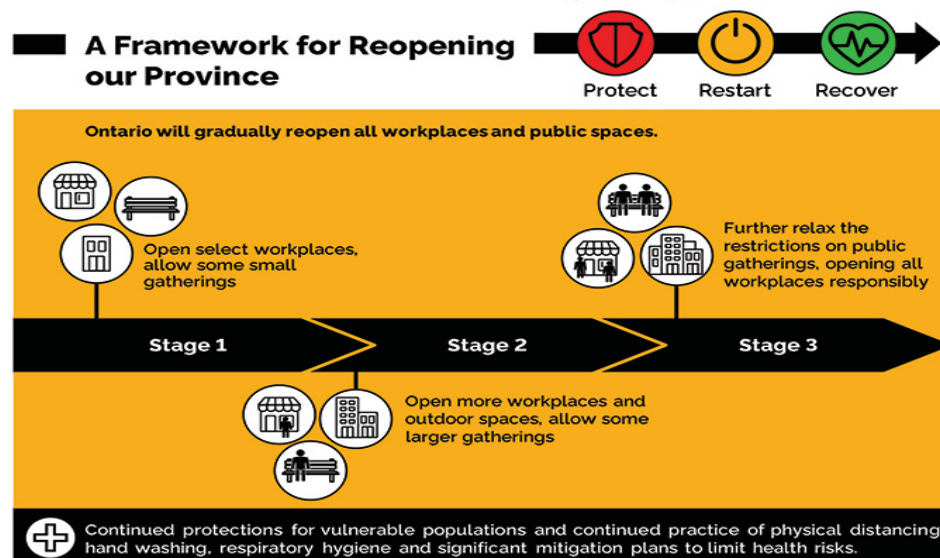 A Framework for Reopening
our Province
Protect
Restart
Recover
Ontario will gradually reopen all workplaces and public spaces.
Open select workplaces,
allow some small
gatherings
Further relax the
restrictions on public
gatherings, opening all
workplaces responsibly
Stage 1
Stage 2
Stage 3
Open more workplaces and
outdoor spaces, allow some
larger gatherings
Continued protections for vulnerable populations and continued practice of physical distancing
hand washing, respiratory hygiene and significant mitigation plans to limit health risks.